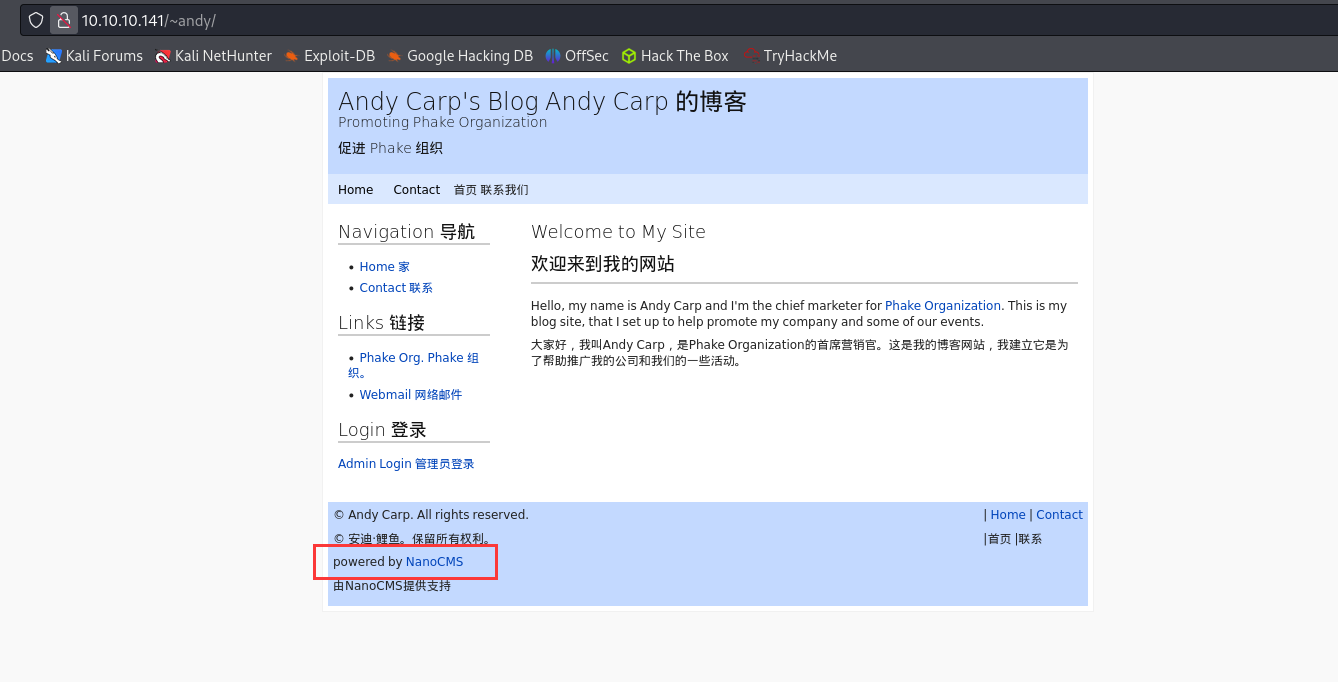 10.10.10.141/~andy/
Docs Kali Forums Kali NetHunter Exploit-DB Google Hacking DB OffSec Hack The Box TryHackMe
Andy Carp's Blog Andy Carp 的博客
Promoting Phake Organization
促进 Phake 组织
Home Contact 首页 联系我们
Navigation 导航
• Home 家
• Contact 联系
Links 链接
• Phake Org. Phake 组
织。
• Webmail 网络邮件
Login 登录
Admin Login 管理员登录
Welcome to My Site
欢迎来到我的网站
Hello, my name is Andy Carp and I'm the chief marketer for Phake Organization. This is my
blog site, that I set up to help promote my company and some of our events.
大家好，我叫Andy Carp，是Phake Organization的首席营销官。这是我的博客网站，我建立它是为
了帮助推广我的公司和我们的一些活动。
© Andy Carp. All rights reserved.
| Home | Contact
© 安迪·鲤鱼。保留所有权利。
|首页 |联系
powered by NanoCMS
由NanoCMS提供支持